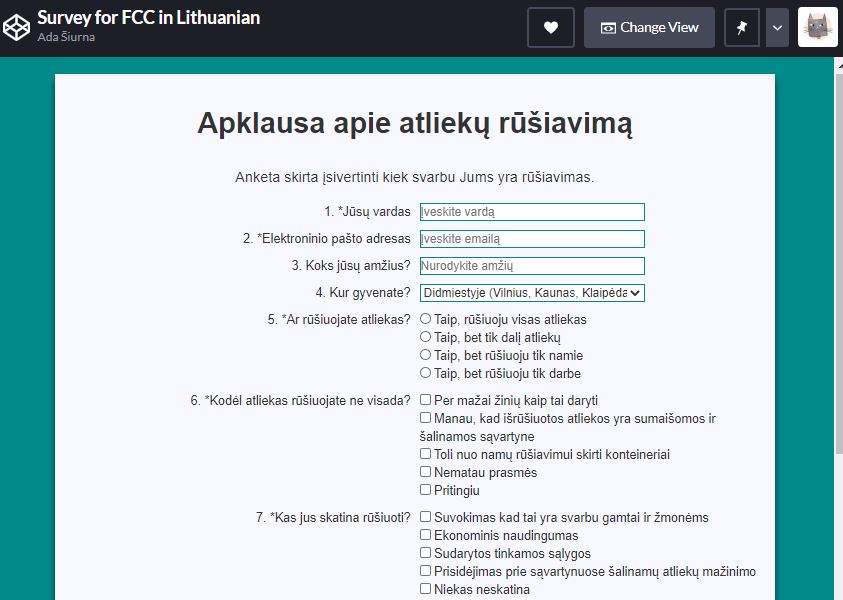 Survey for FCC in Lithuanian
Ada Šiurna
Change View
Apklausa apie atliekų rūšiavimą
Anketa skirta įsivertinti kiek svarbu Jums yra rūšiavimas.
1. *Jūsų vardas Įveskite vardą
2. *Elektroninio pašto adresas Įveskite emailą
3. Koks jūsų amžius? Nurodykite amžių
4. Kur gyvenate? Didmiestyje (Vilnius, Kaunas, Klaipėda
5. *Ar rūšiuojate atliekas? Taip, rūšiuoju visas atliekas
Taip, bet tik dalį atliekų
Taip, bet rūšiuoju tik namie
Taip, bet rūšiuoju tik darbe
6. *Kodėl atliekas rūšiuojate ne visada? Per mažai žinių kaip tai daryti
Manau, kad išrūšiuotos atliekos yra sumaišomos ir
šalinamos sąvartyne
Toli nuo namų rūšiavimui skirti konteineriai
Nematau prasmės
Pritingiu
7. *Kas jus skatina rūšiuoti? Suvokimas kad tai yra svarbu gamtai ir žmonėms
Ekonominis naudingumas
Sudarytos tinkamos sąlygos
Prisidėjimas prie sąvartynuose šalinamų atliekų mažinimo
Niekas neskatina